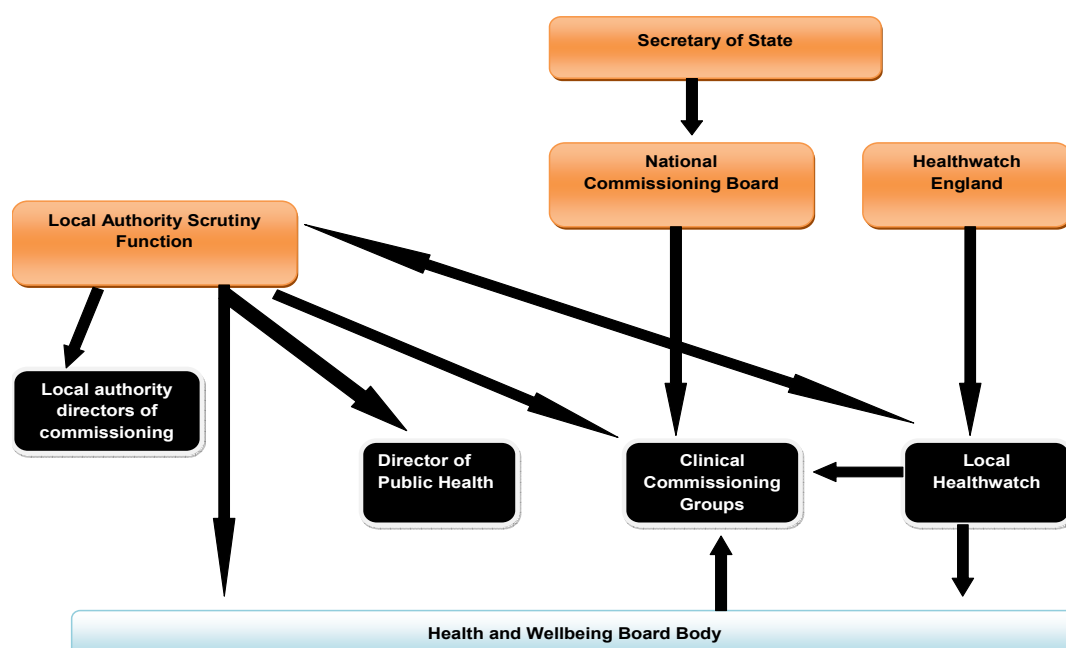 Secretary of State
National
Commissioning Board
Healthwatch
England
Local Authority Scrutiny
Function
Local authority
directors of
commissioning
Director of
Public Health
Clinical
Commissioning
Groups
Local
Healthwatch
Health and Wellbeing Board Body